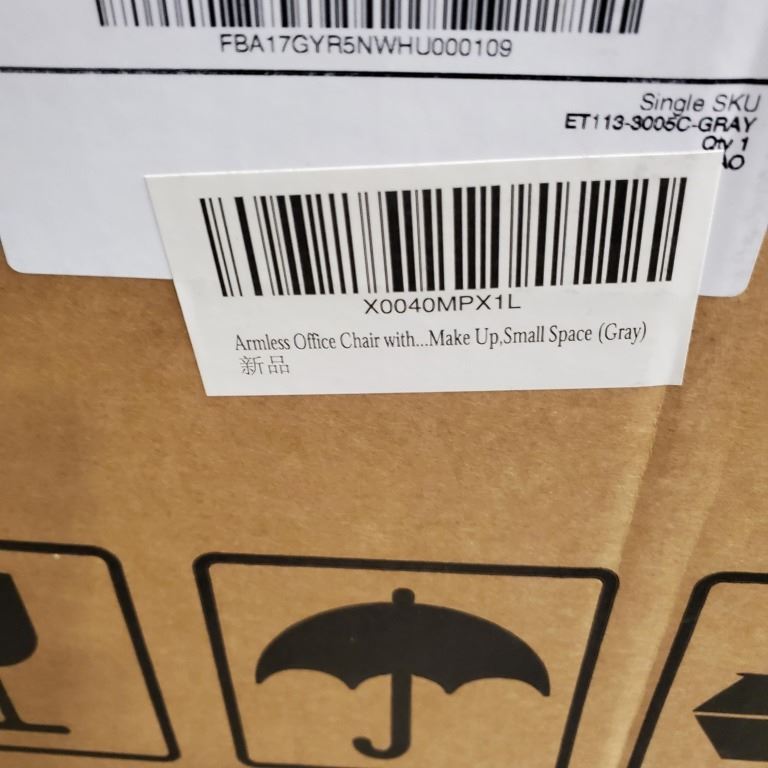 FBA17GYR5NWHU000109
Single SKU
ET113-3005C-GRAY
Qty 1
X0040MPX1L
Armless Office Chair with...Make Up,Small Space (Gray)
新品